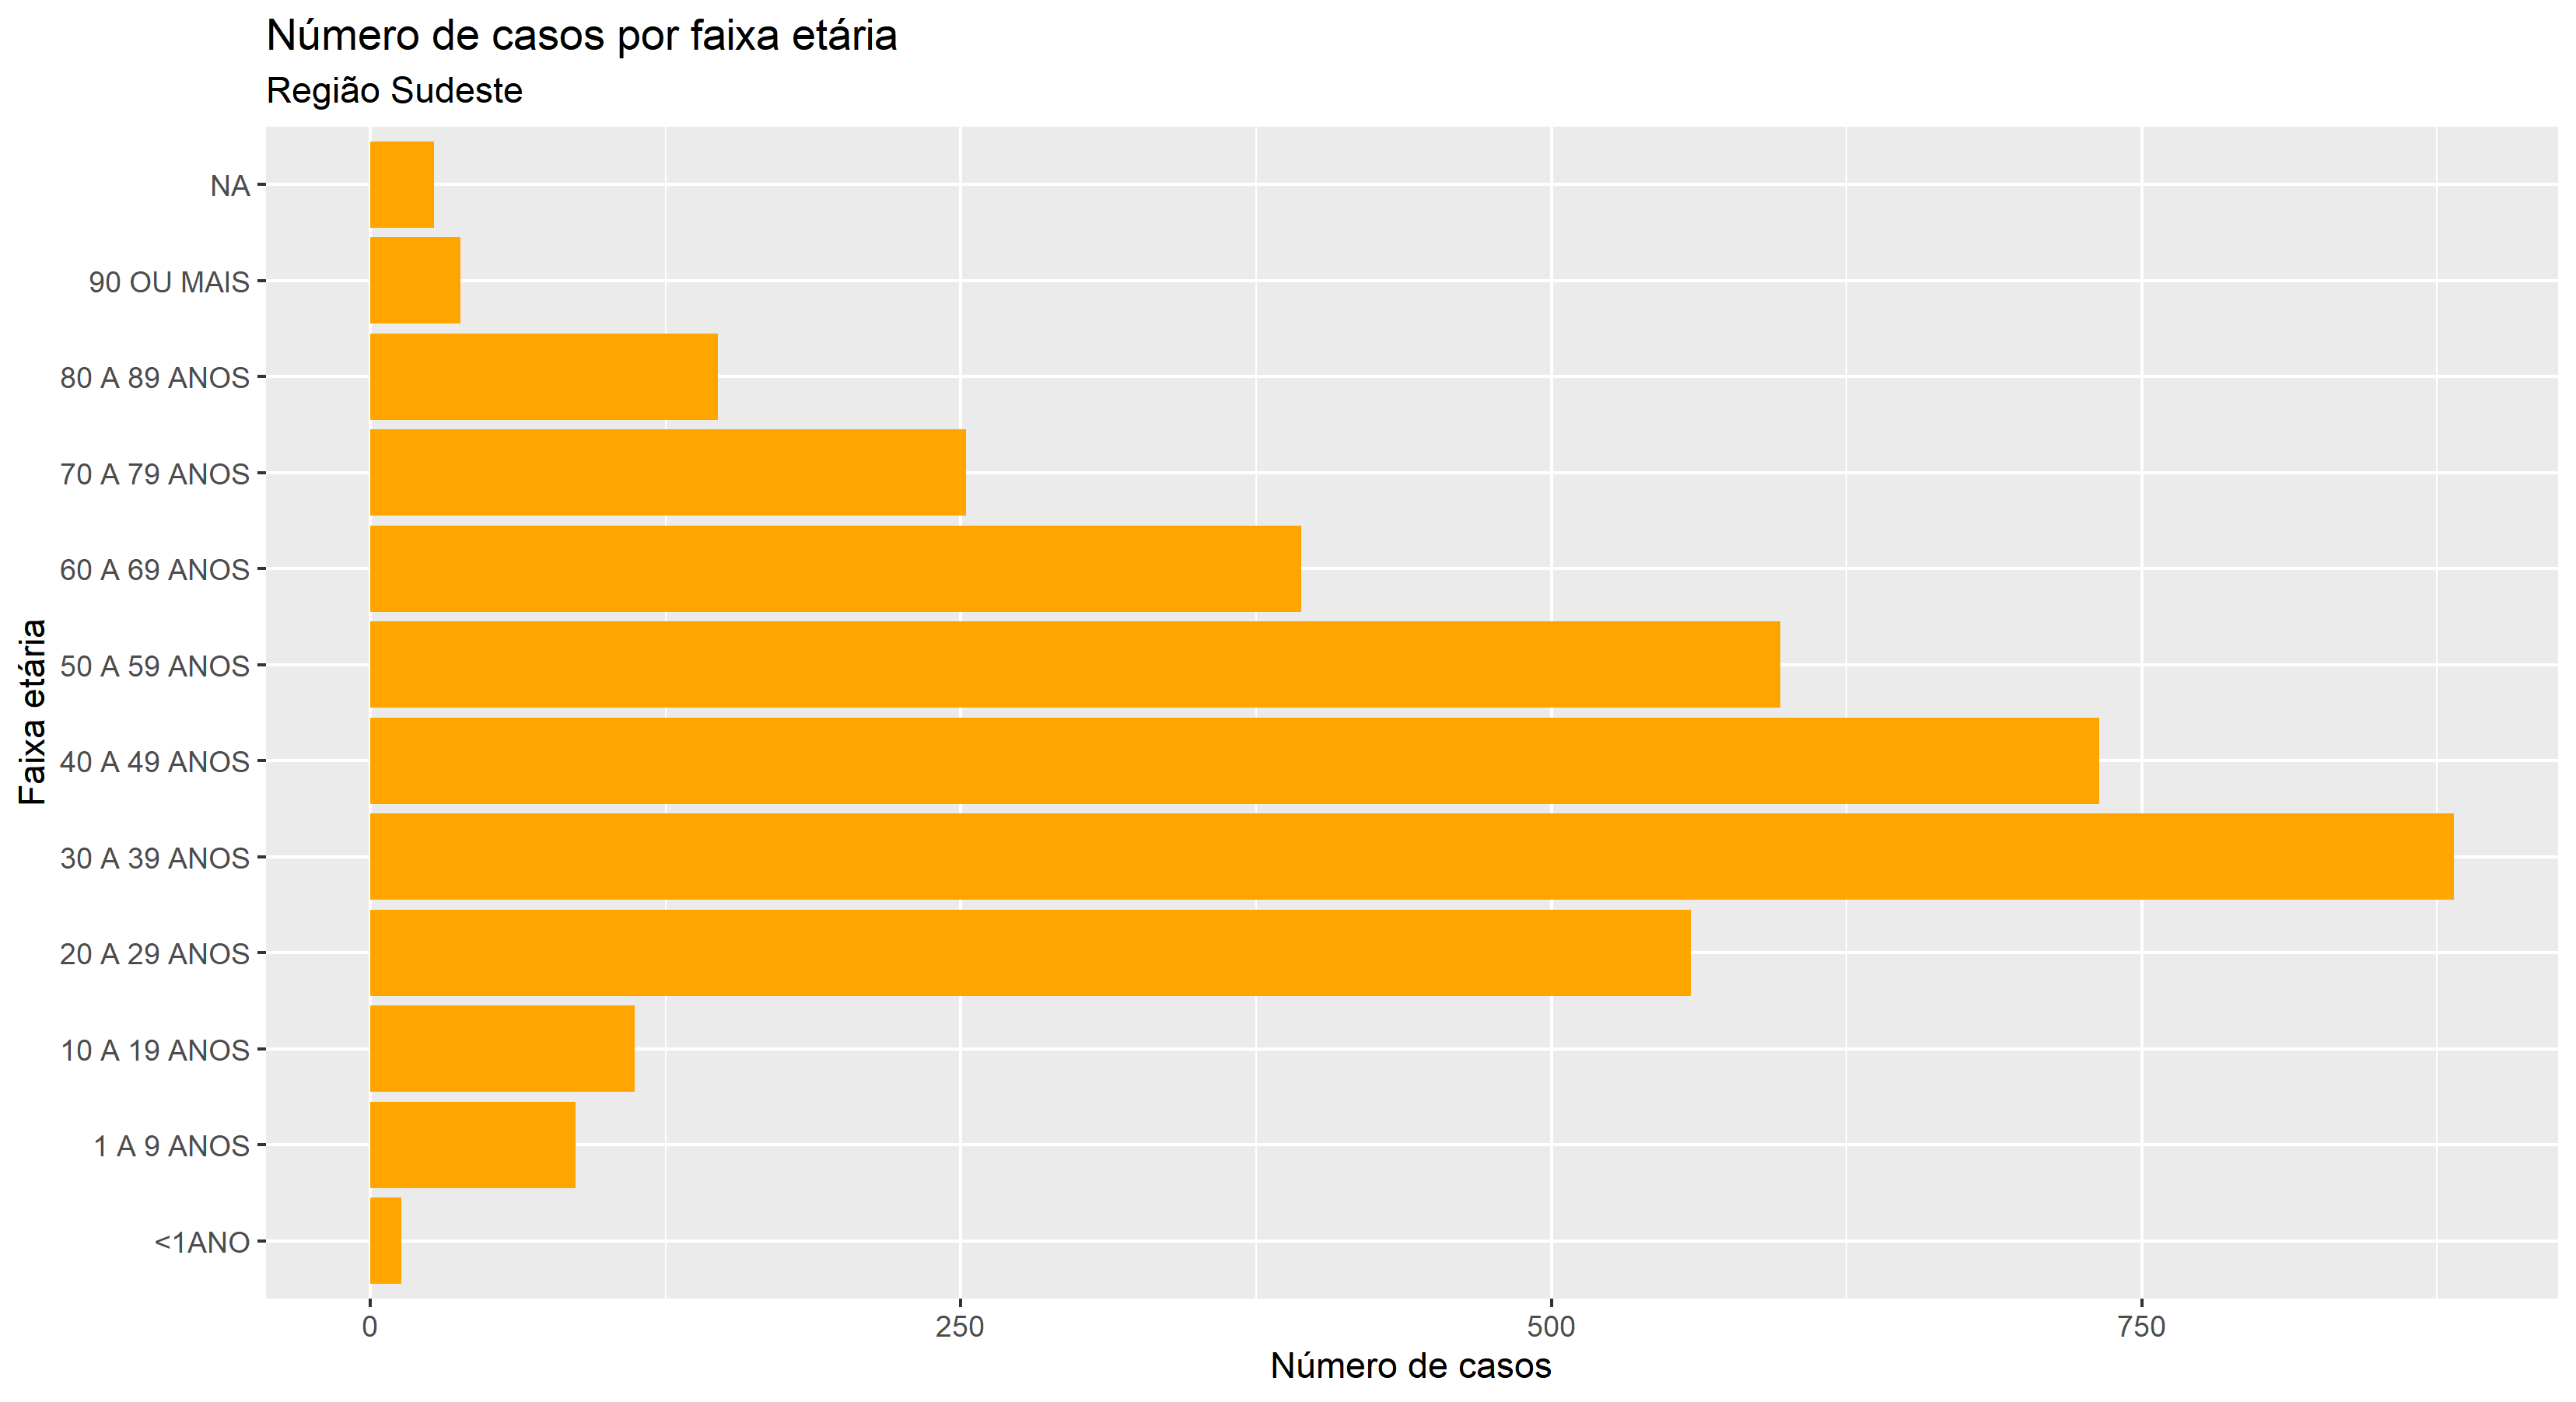 Número de casos por faixa etária
Região Sudeste
Faixa etária
NA
90 OU MAIS
80 A 89 ANOS
70 A 79 ANOS
60 A 69 ANOS
50 A 59 ANOS
40 A 49 ANOS
30 A 39 ANOS
20 A 29 ANOS
10 A 19 ANOS
1 A 9 ANOS
<1ANO
0 250 500 750
Número de casos